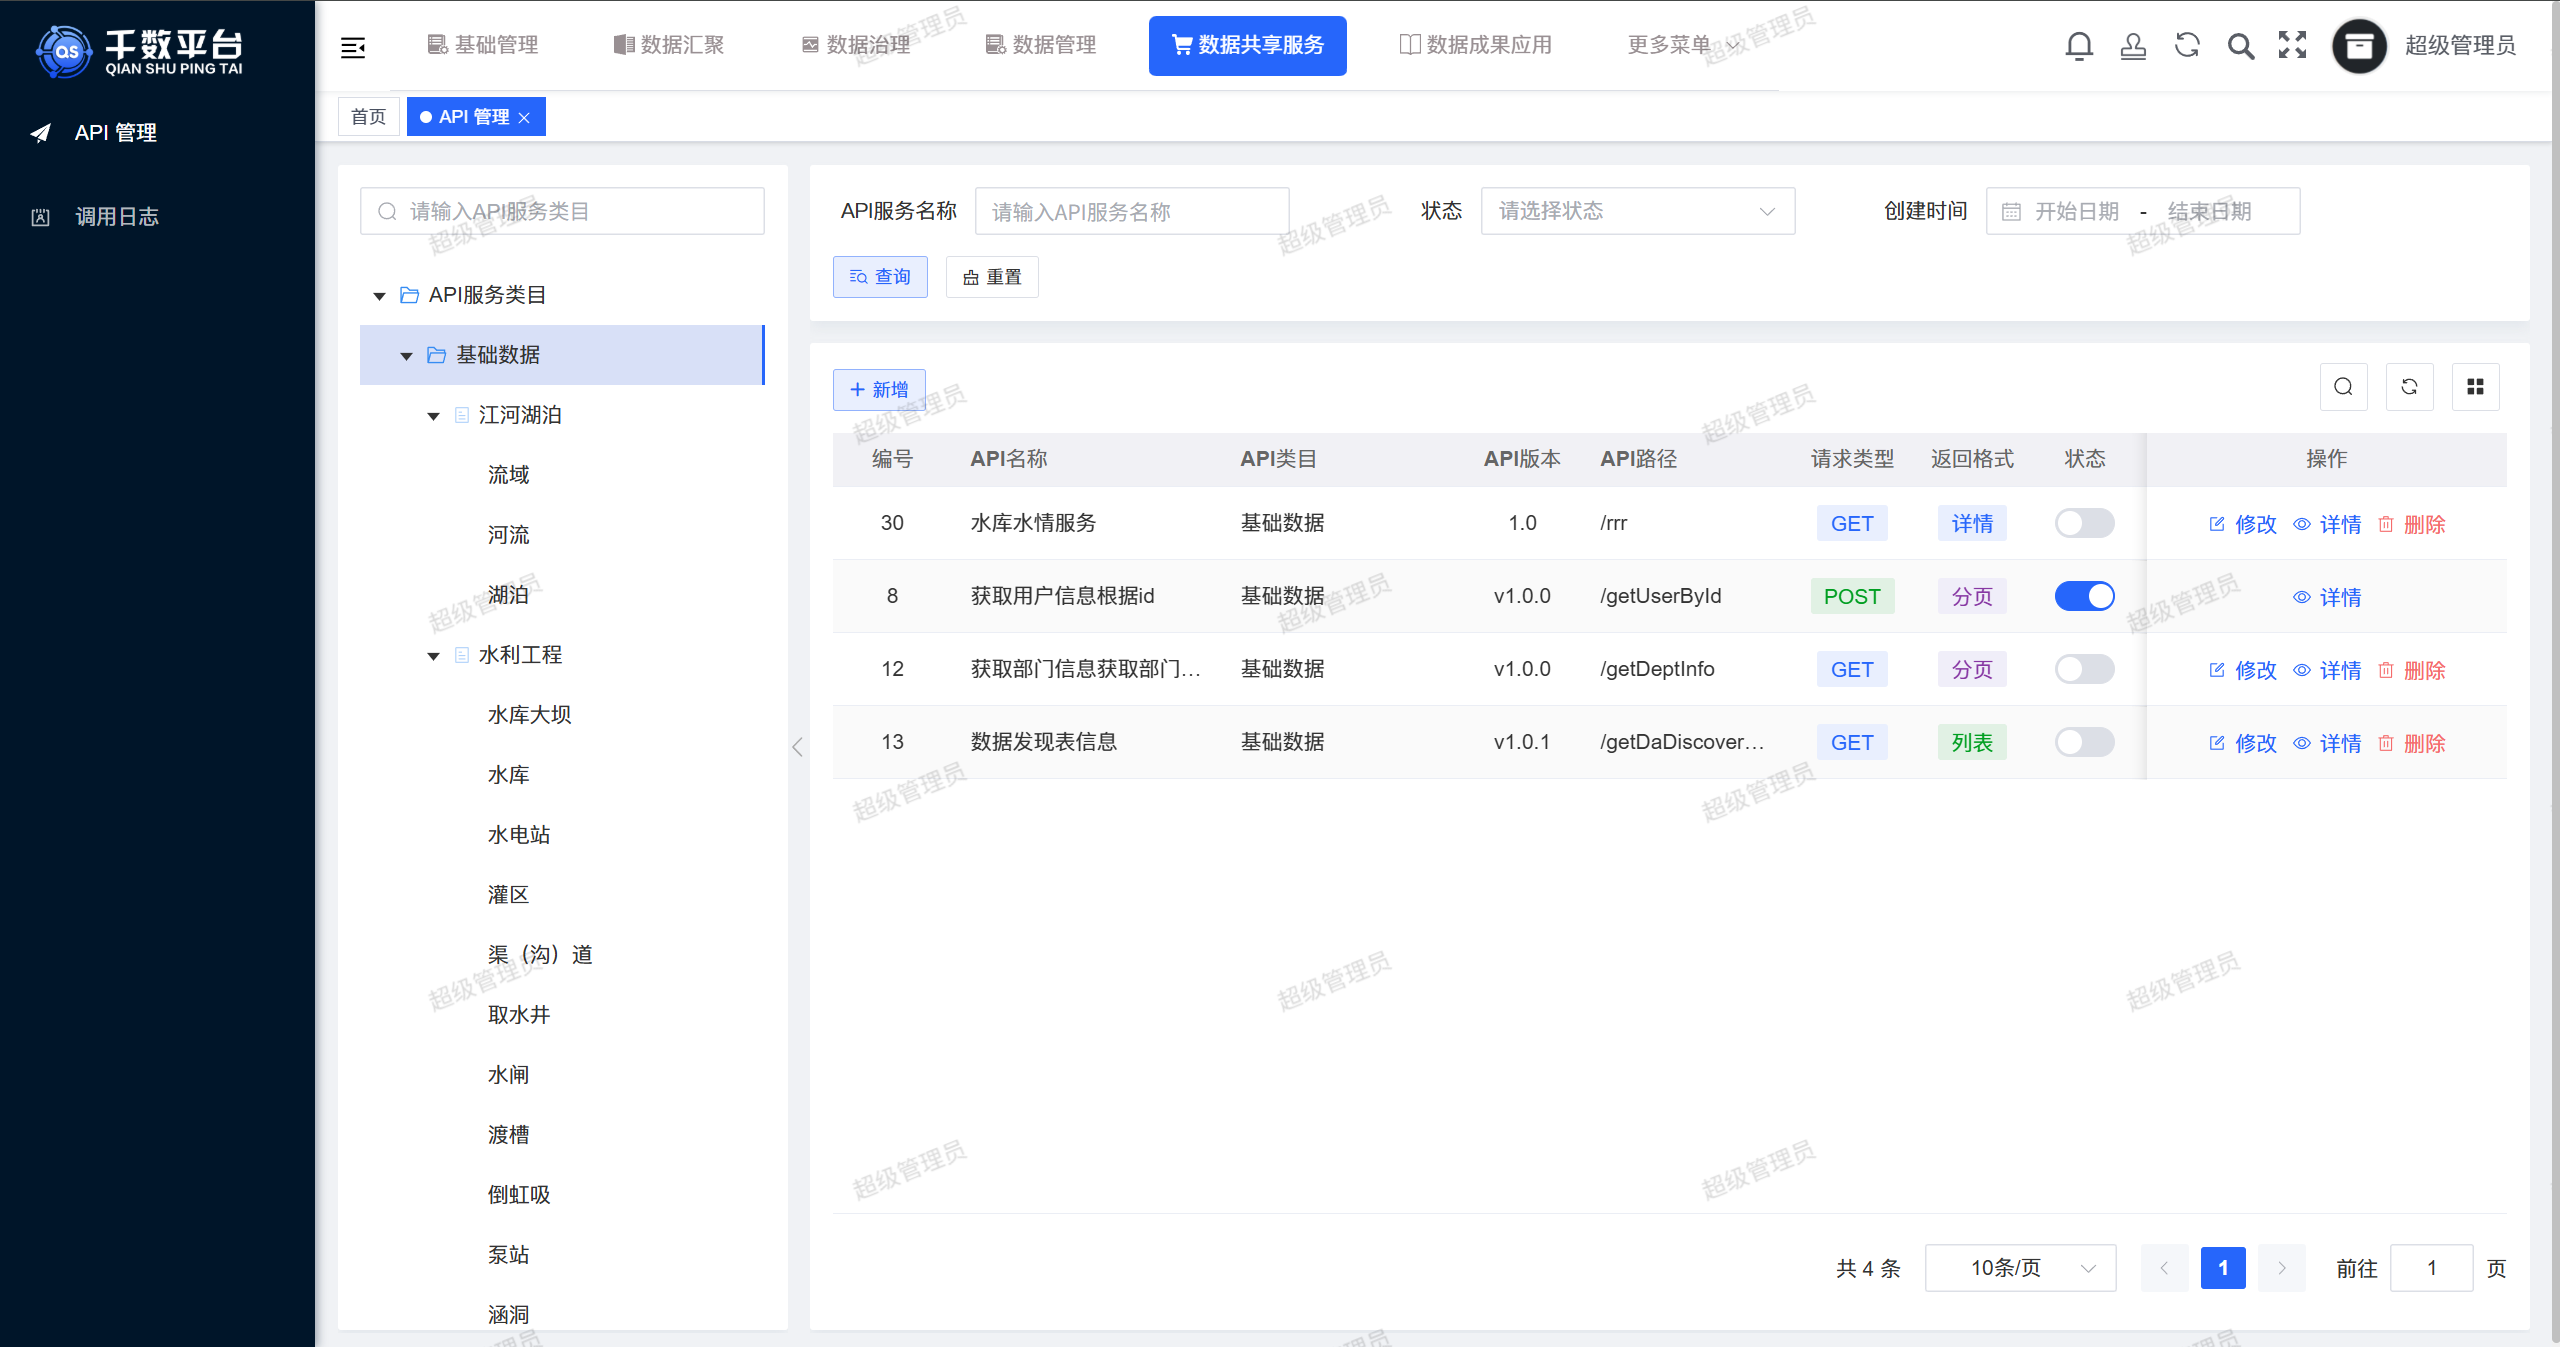 千数平台
QIAN SHU PING TAI
API 管理
调用日志
基础管理 数据汇聚 数据治理 数据管理 数据共享服务 数据成果应用 更多菜单 超级管理员
首页 API 管理
请输入API服务类目
API服务类目
基础数据
江河湖泊
流域
河流
湖泊
水利工程
水库大坝
水库
水电站
灌区
渠（沟）道
取水井
水闸
渡槽
倒虹吸
泵站
涵洞
API服务名称 请输入API服务名称 状态 请选择状态 创建时间 开始日期 - 结束日期
查询 重置
新增
编号 API名称 API类目 API版本 API路径 请求类型 返回格式 状态 操作
30 水库水情服务 基础数据 1.0 /rrr GET 详情 修改 详情 删除
8 获取用户信息根据id 基础数据 v1.0.0 /getUserById POST 分页 详情
12 获取部门信息获取部门... 基础数据 v1.0.0 /getDeptInfo GET 分页 修改 详情 删除
13 数据发现表信息 基础数据 v1.0.1 /getDaDiscover... GET 列表 修改 详情 删除
共 4 条 10条/页 1 前往 1 页
超级管理员